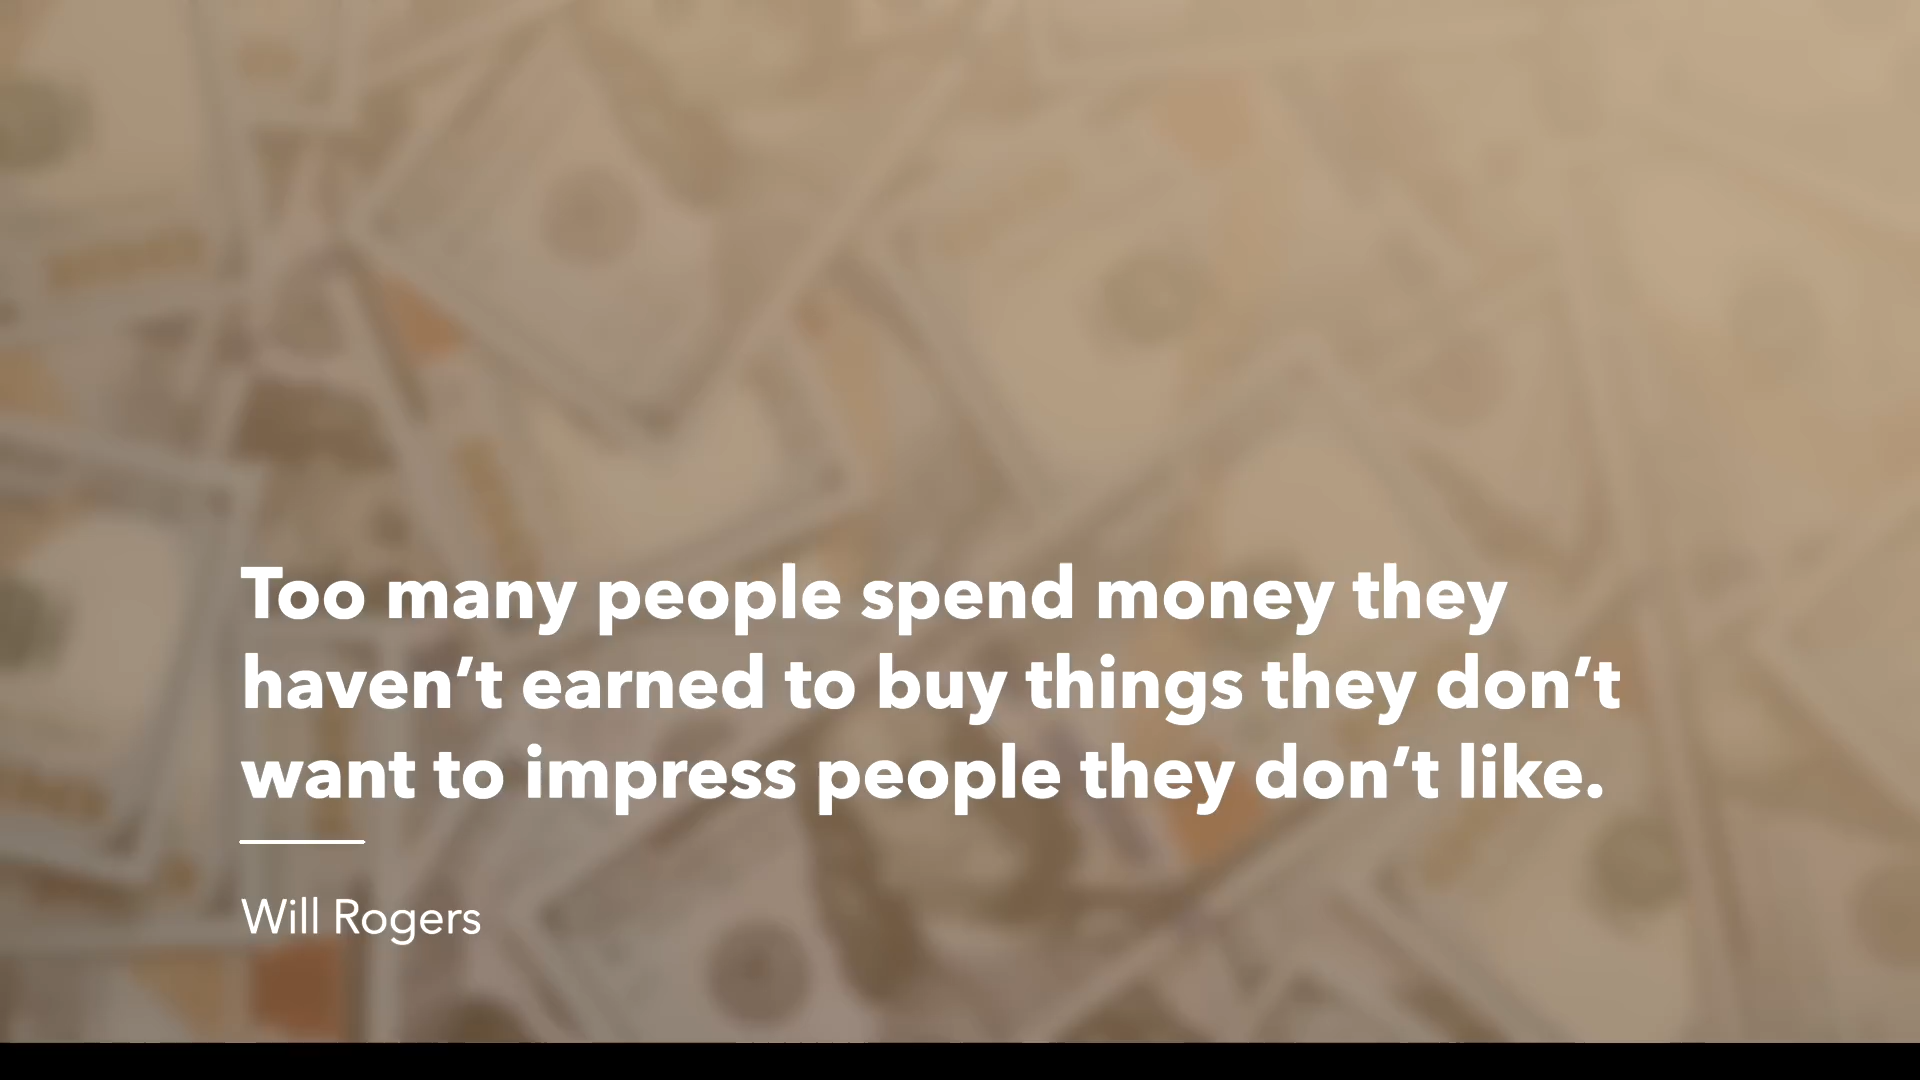 Too many people spend money they
haven’t earned to buy things they don’t
want to impress people they don’t like.
Will Rogers